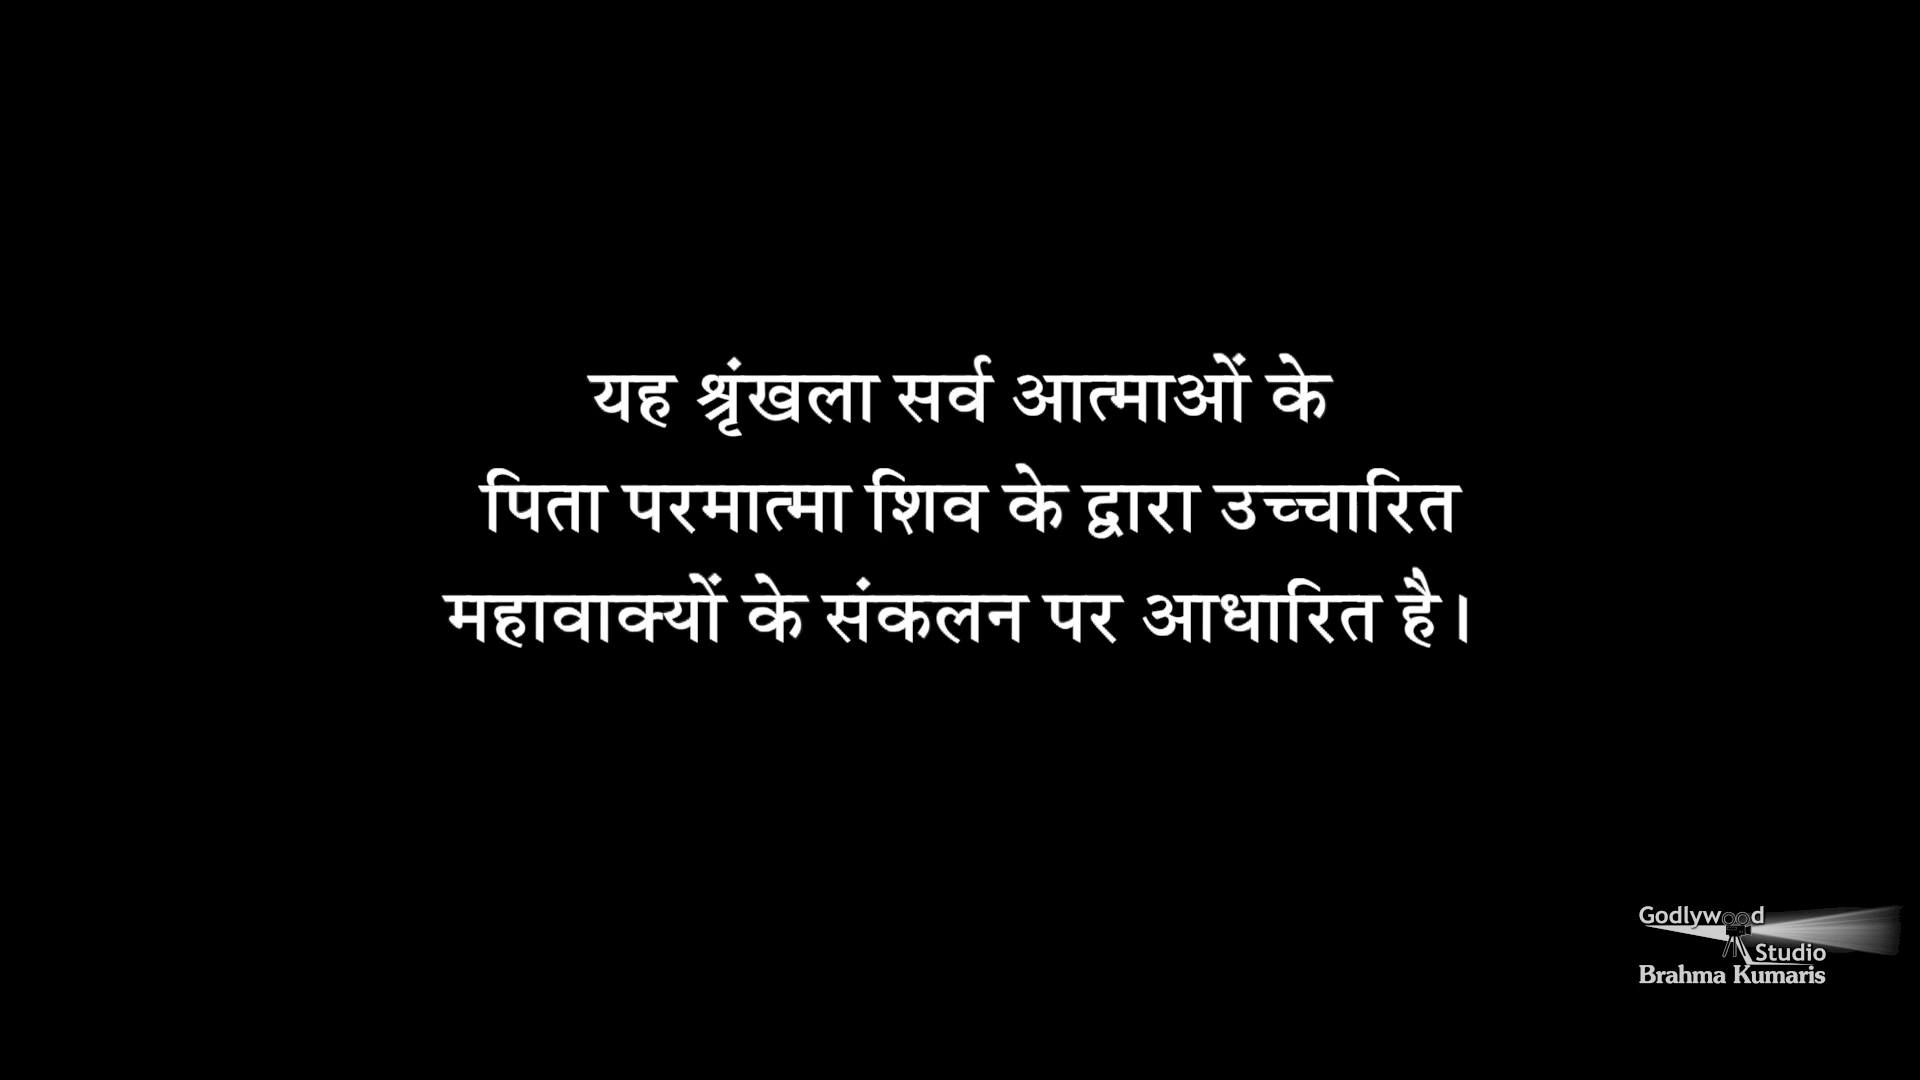 यह श्रृंखला सर्व आत्माओं के
पिता परमात्मा शिव के द्वारा उच्चारित
महावाक्यों के संकलन पर आधारित है।
Godlywood
Studio
Brahma Kumaris